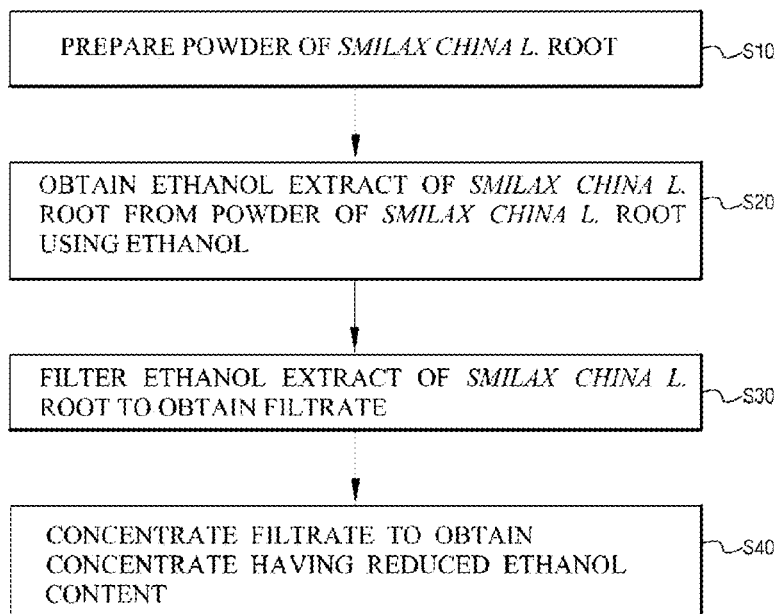 PREPARE POWDER OF SMILAX CHINA L. ROOT
S10
OBTAIN ETHANOL EXTRACT OF SMILAX CHINA L.
ROOT FROM POWDER OF SMILAX CHINA L. ROOT
USING ETHANOL
S20
FILTER ETHANOL EXTRACT OF SMILAX CHINA L.
ROOT TO OBTAIN FILTRATE
S30
CONCENTRATE FILTRATE TO OBTAIN
CONCENTRATE HAVING REDUCED ETHANOL
CONTENT
S40